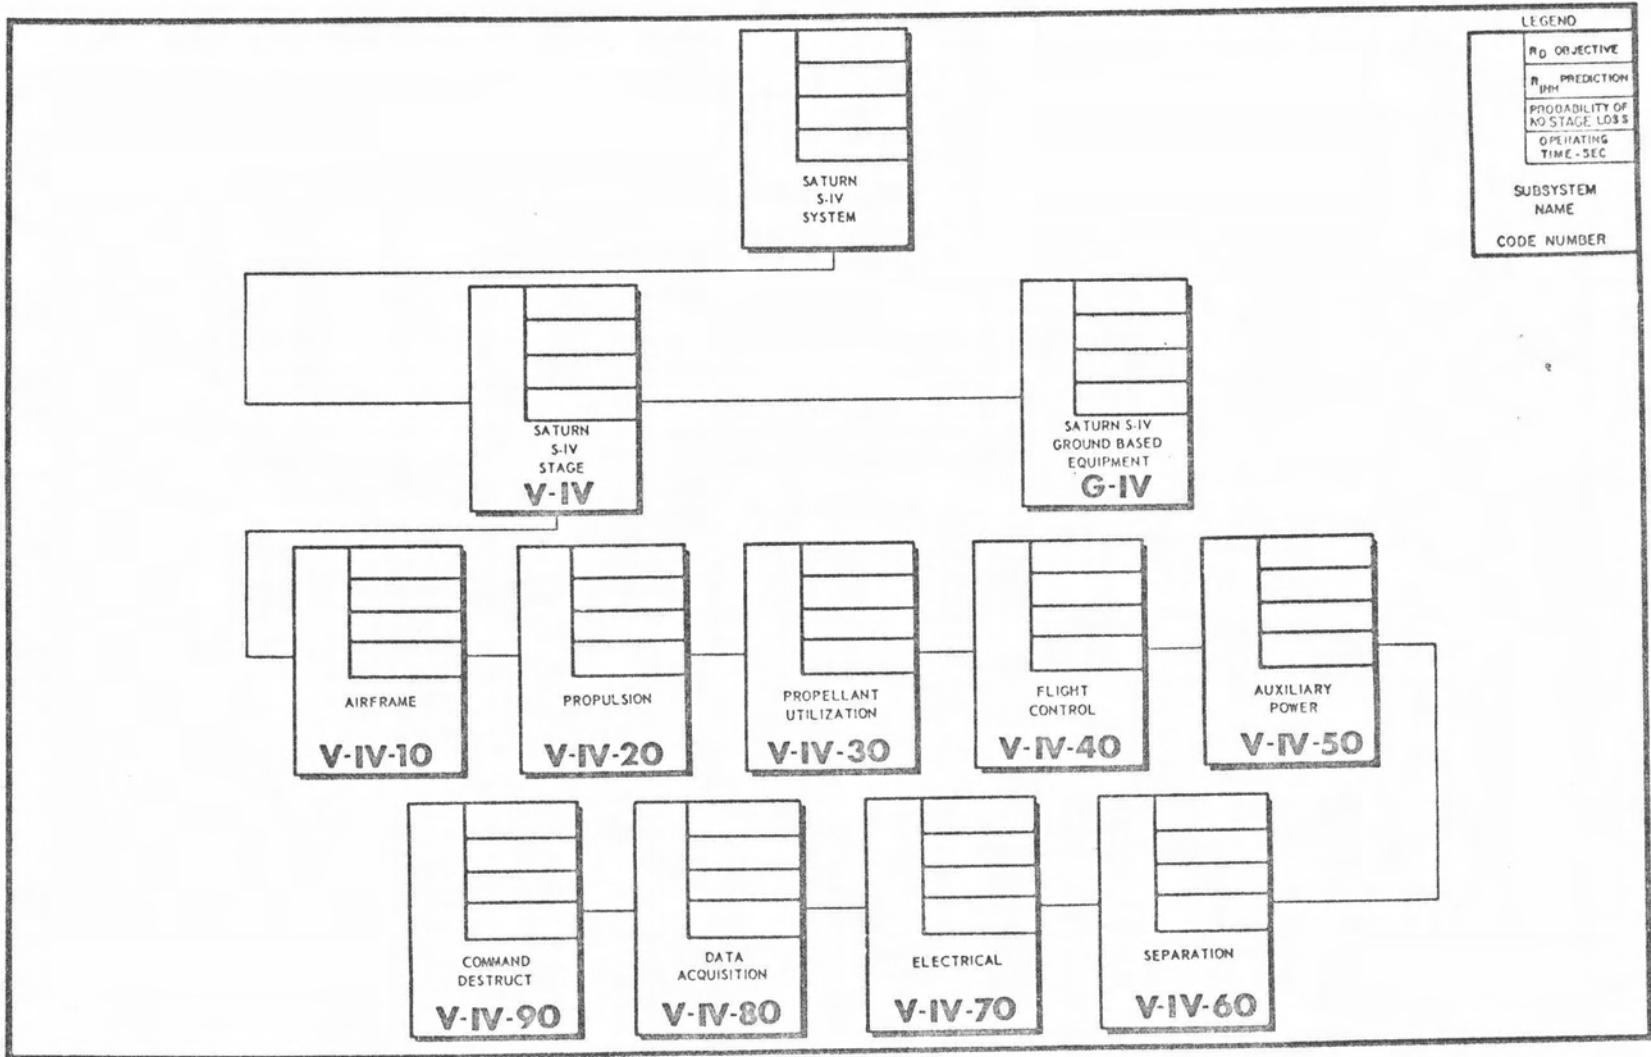 LEGEND
R_D OBJECTIVE
R_INH PREDICTION
PROBABILITY OF
NO STAGE LOSS
OPERATING
TIME-SEC
SUBSYSTEM
NAME
CODE NUMBER
SATURN
S-IV
SYSTEM
SATURN
S-IV
STAGE
V-IV
SATURN S-IV
GROUND BASED
EQUIPMENT
G-IV
AIRFRAME
V-IV-10
PROPULSION
V-IV-20
PROPELLANT
UTILIZATION
V-IV-30
FLIGHT
CONTROL
V-IV-40
AUXILIARY
POWER
V-IV-50
COMMAND
DESTRUCT
V-IV-90
DATA
ACQUISITION
V-IV-80
ELECTRICAL
V-IV-70
SEPARATION
V-IV-60